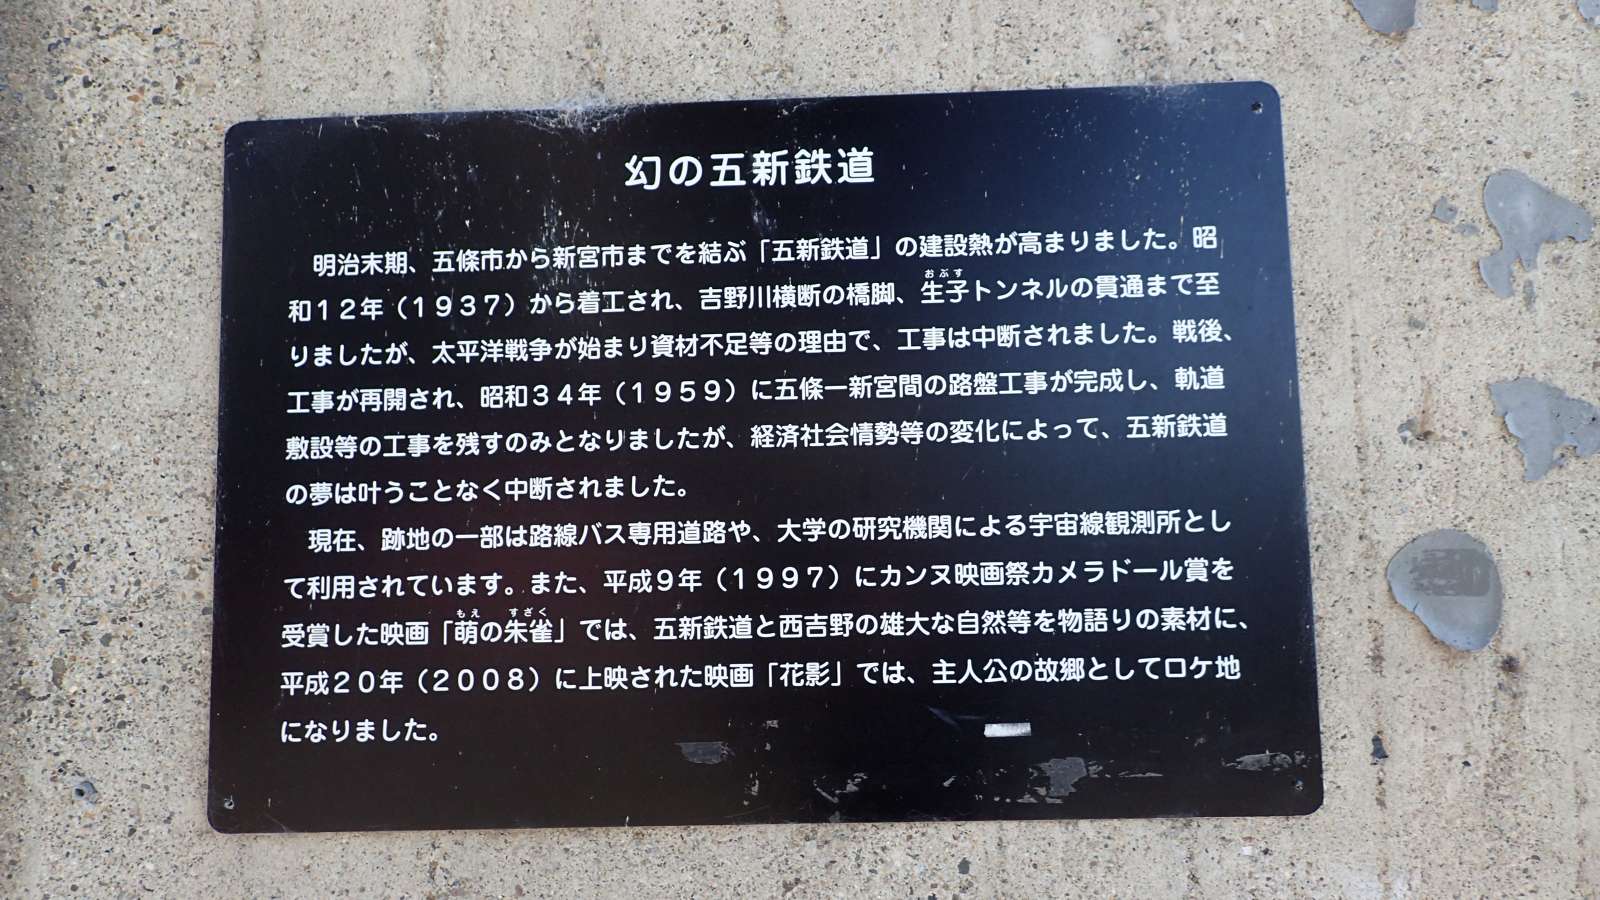 幻の五新鉄道
明治末期、五條市から新宮市までを結ぶ「五新鉄道」の建設熱が高まりました。昭
おぶす
和12年（1937）から着工され、吉野川横断の橋脚、生子トンネルの貫通まで至
りましたが、太平洋戦争が始まり資材不足等の理由で、工事は中断されました。戦後、
工事が再開され、昭和34年（1959）に五條ー新宮間の路盤工事が完成し、軌道
敷設等の工事を残すのみとなりましたが、経済社会情勢等の変化によって、五新鉄道
の夢は叶うことなく中断されました。
現在、跡地の一部は路線バス専用道路や、大学の研究機関による宇宙線観測所とし
て利用されています。また、平成9年（1997）にカンヌ映画祭カメラドール賞を
もえ すざく
受賞した映画「萌の朱雀」では、五新鉄道と西吉野の雄大な自然等を物語りの素材に、
平成20年（2008）に上映された映画「花影」では、主人公の故郷としてロケ地
になりました。